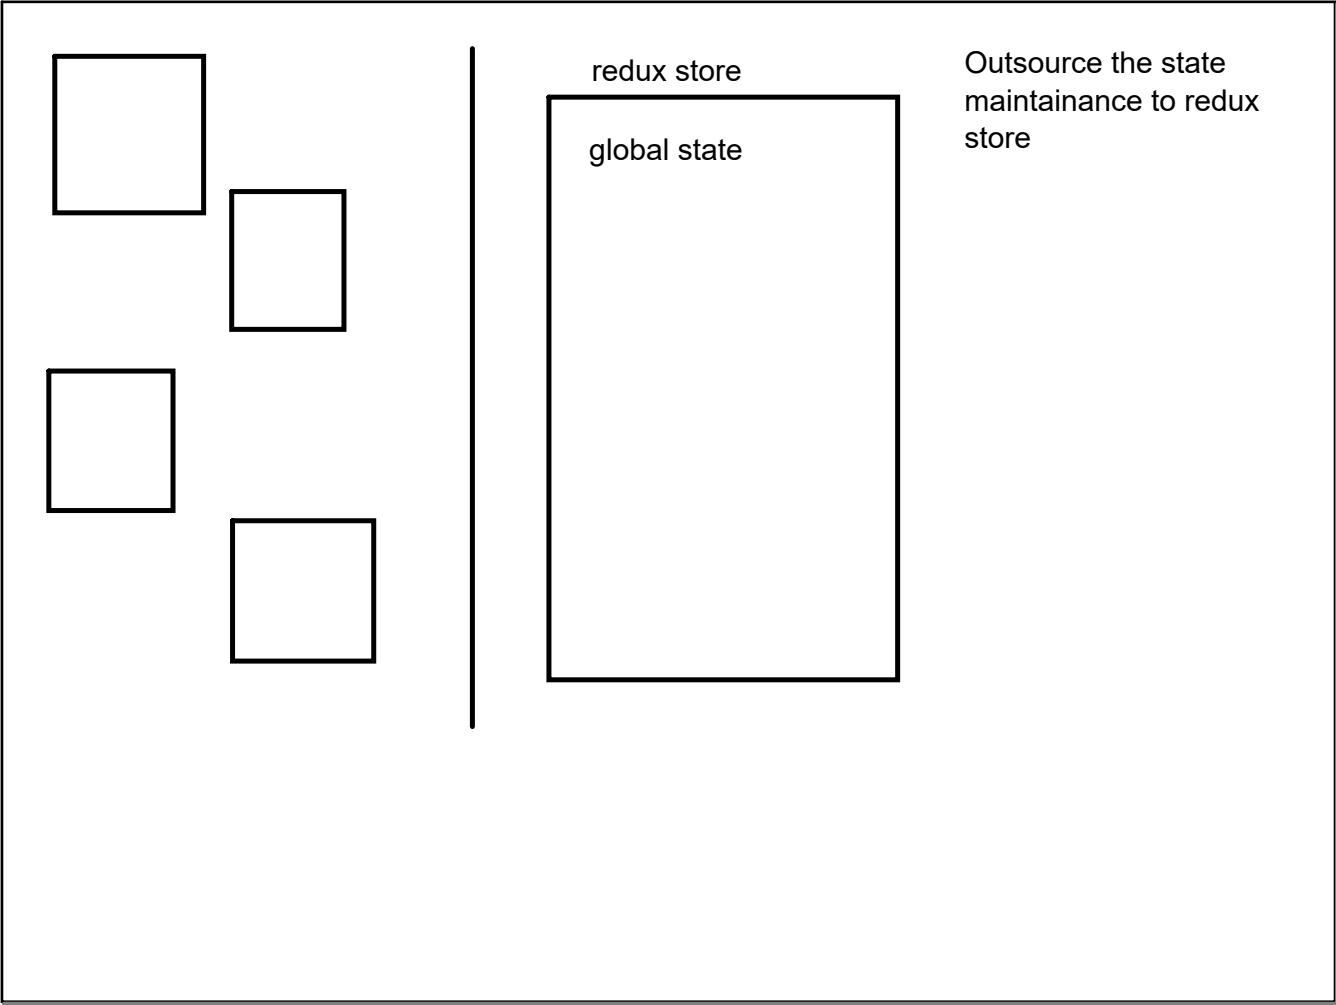 redux store
global state
Outsource the state
maintainance to redux
store